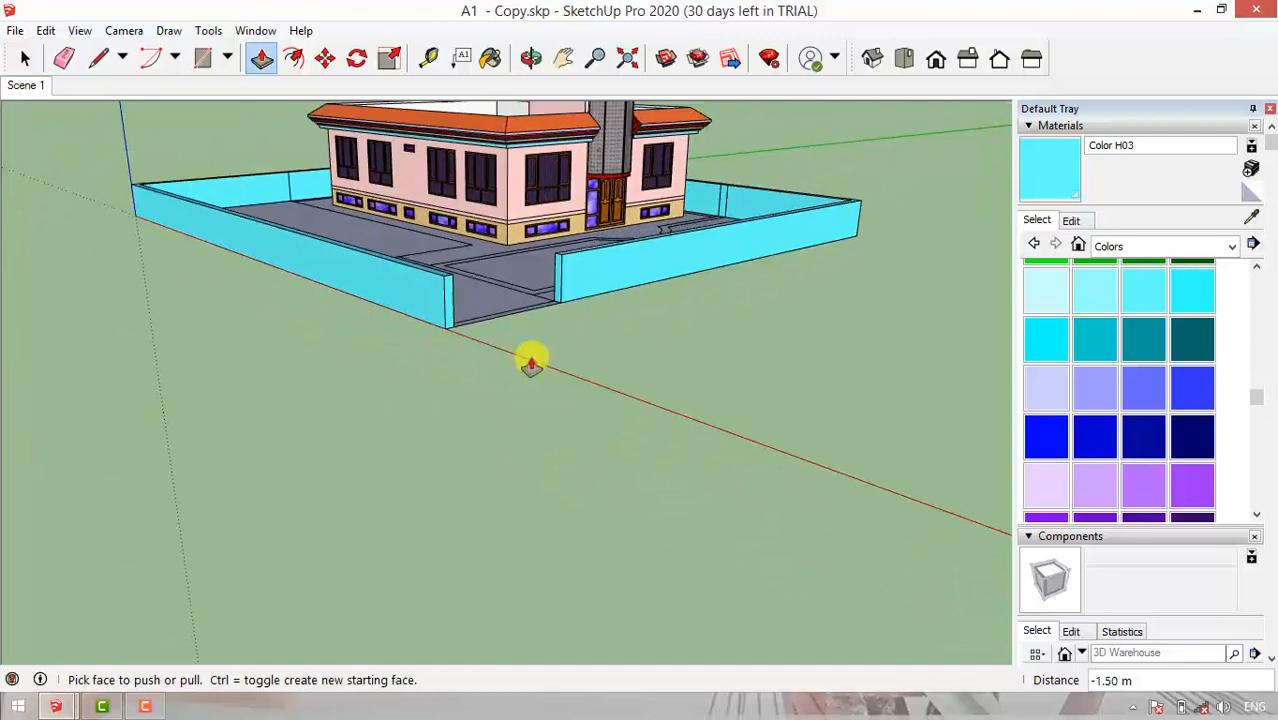 A1 - Copy.skp - SketchUp Pro 2020 (30 days left in TRIAL)
File Edit View Camera Draw Tools Window Help
A1
Scene 1
Default Tray
Materials
Color H03
Select Edit
Colors
Components
Select Edit Statistics
3D Warehouse
Pick face to push or pull. Ctrl = toggle create new starting face.
Distance -1.50 m
ENG